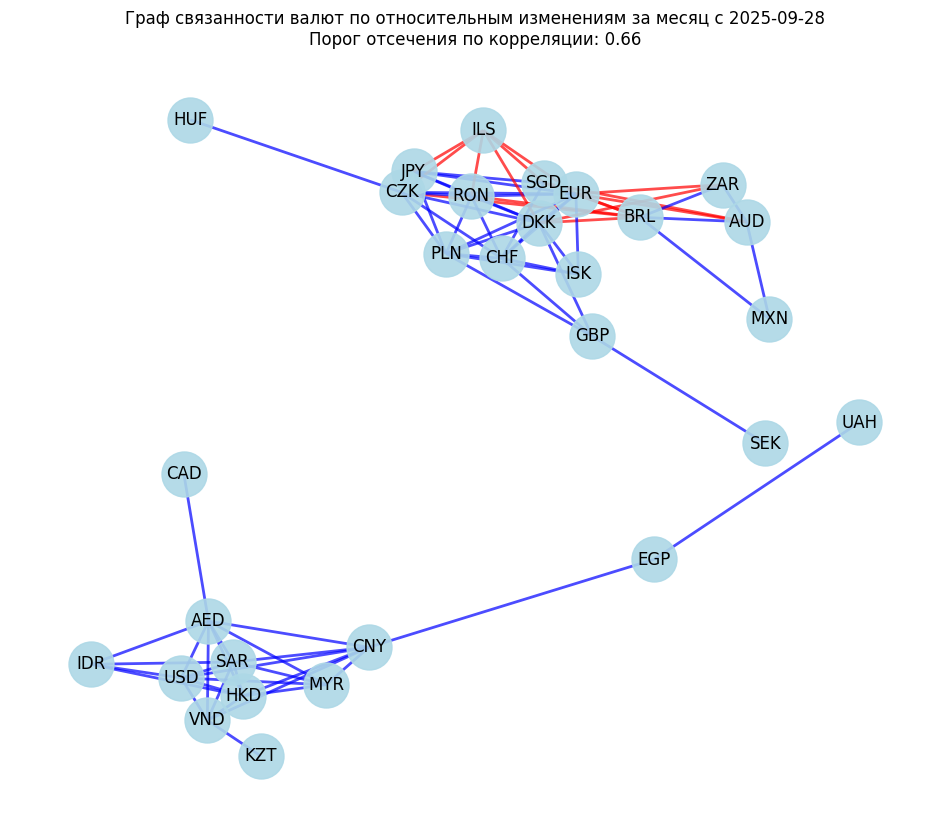 Граф связанности валют по относительным изменениям за месяц с 2025-09-28
Порог отсечения по корреляции: 0.66
HUF
ILS
JPY
CZK
RON
SGD
EUR
ZAR
DKK
BRL
AUD
PLN
CHF
ISK
MXN
GBP
UAH
SEK
CAD
EGP
AED
CNY
IDR
SAR
USD
MYR
HKD
VND
KZT